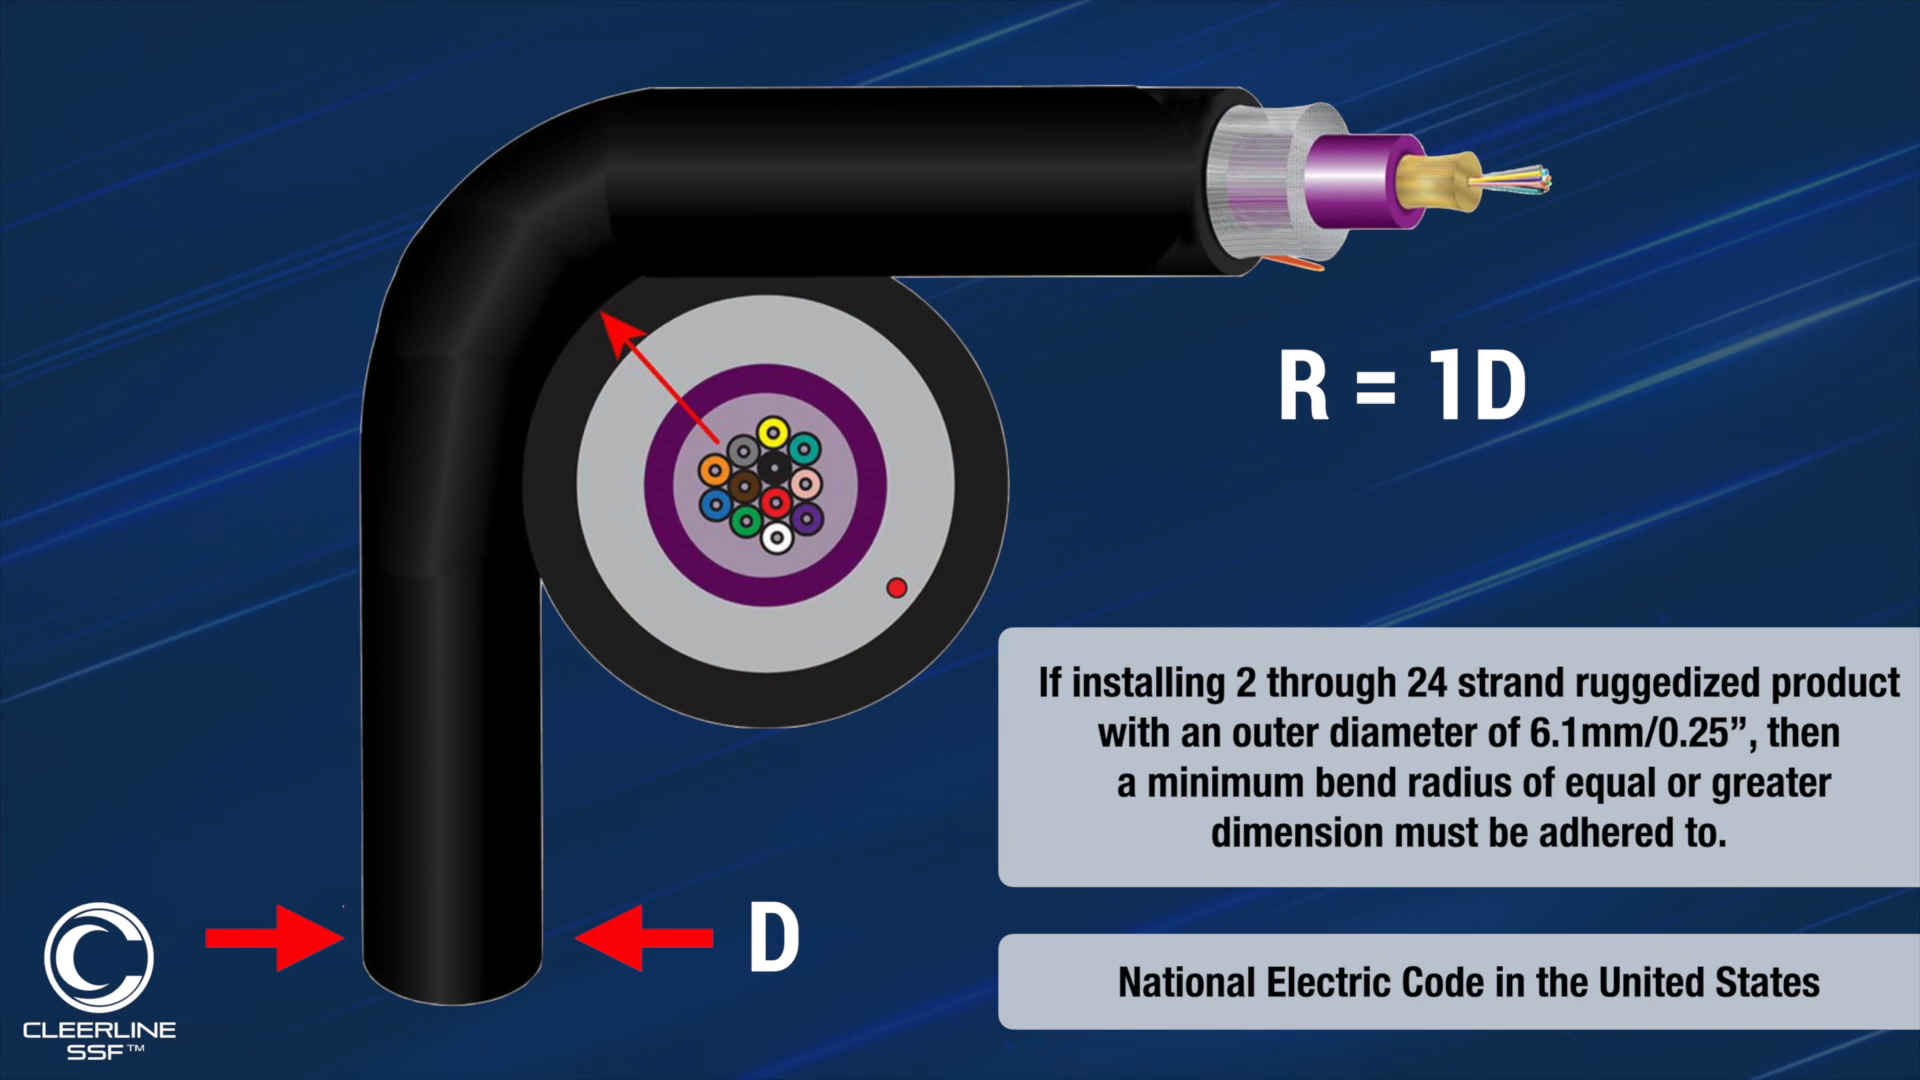 R = 1D
If installing 2 through 24 strand ruggedized product
with an outer diameter of 6.1mm/0.25”, then
a minimum bend radius of equal or greater
dimension must be adhered to.
D
National Electric Code in the United States
CLEERLINE
SSF™